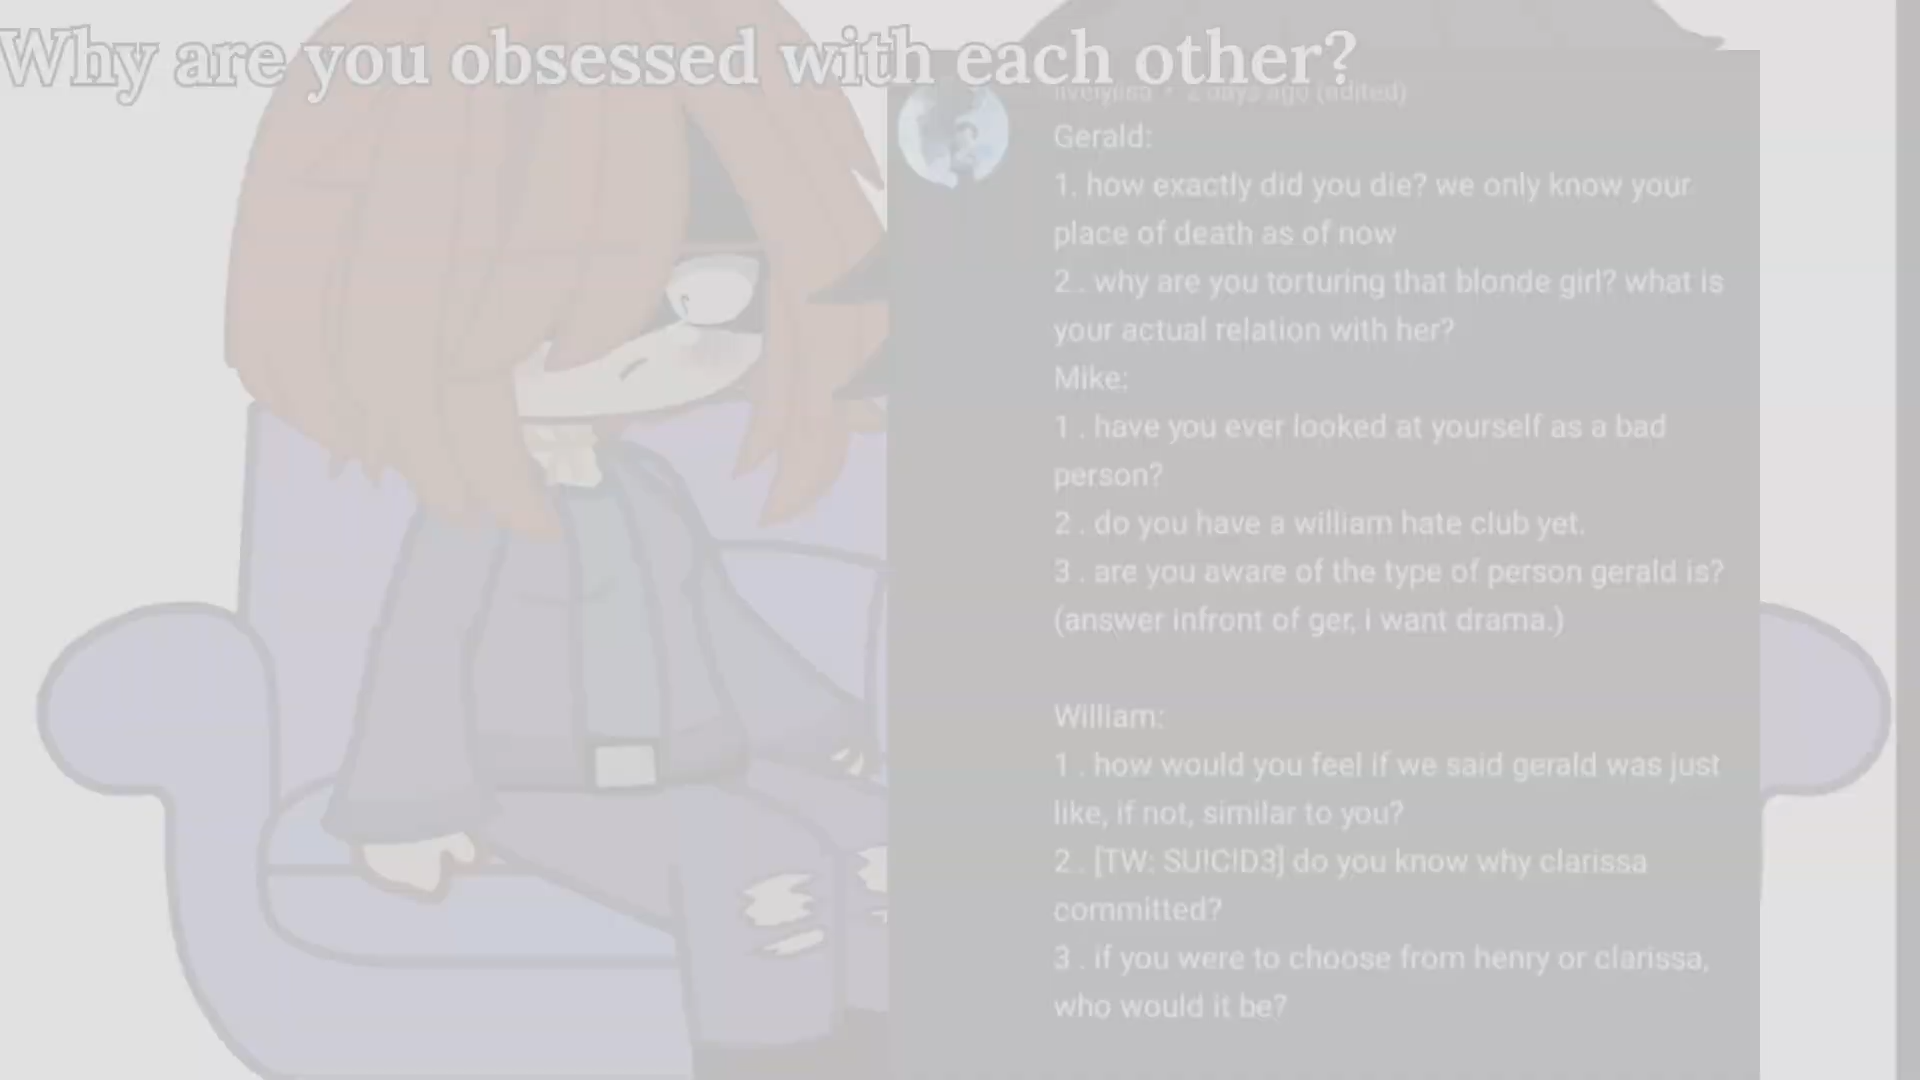 Why are you obsessed with each other?
2 days ago (edited)
Gerald:
1. how exactly did you die? we only know your
place of death as of now
2 . why are you torturing that blonde girl? what is
your actual relation with her?
Mike:
1 . have you ever looked at yourself as a bad
person?
2 . do you have a william hate club yet.
3 . are you aware of the type of person gerald is?
(answer infront of ger, i want drama.)
William:
1 . how would you feel if we said gerald was just
like, if not, similar to you?
2 . [TW: SU!C!D3] do you know why clarissa
committed?
3 . if you were to choose from henry or clarissa,
who would it be?